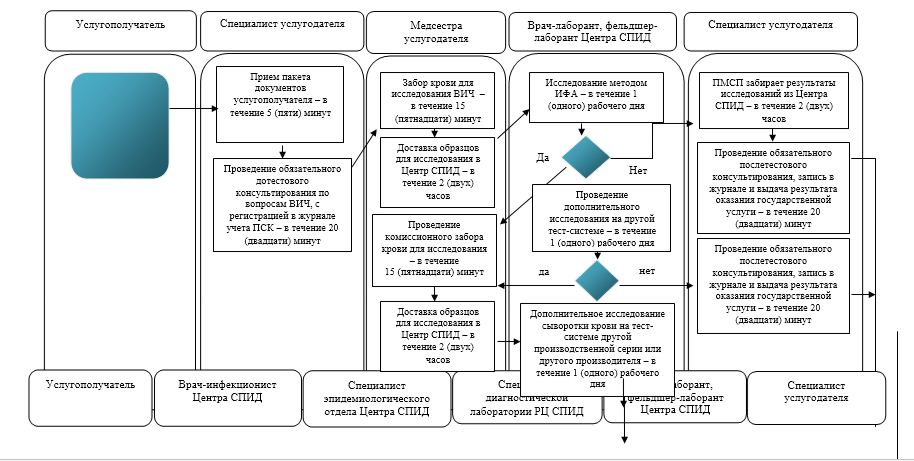 Услугополучатель
Специалист услугодателя
Медсестра
услугодателя
Врач-лаборант, фельдшер-
лаборант Центра СПИД
Специалист услугодателя
Прием пакета
документов
услугополучателя – в
течение 5 (пяти) минут
Проведение обязательного
дотестового
консультирования по
вопросам ВИЧ, с
регистрацией в журнале
учета ПСК – в течение 20
(двадцати) минут
Забор крови для
исследования ВИЧ –
в течение 15
(пятнадцати) минут
Доставка образцов
для исследования в
Центр СПИД – в
течение 2 (двух)
часов
Проведение
комиссионного забора
крови для исследования
– в течение
15 (пятнадцати) минут
Доставка образцов
для исследования в
Центр СПИД – в
течение 2 (двух)
часов
Исследование методом
ИФА – в течение 1
(одного) рабочего дня
Да
Нет
Проведение
дополнительного
исследования на другой
тест-системе – в течение
1 (одного) рабочего дня
да
нет
Дополнительное исследование
сыворотки крови на тест-
системе другой
производственной серии или
другого производителя – в
течение 1 (одного) рабочего
дня
ПМСП забирает результаты
исследований из Центра
СПИД – в течение 2 (двух)
часов
Проведение обязательного
послетестового
консультирования, запись в
журнале и выдача результата
оказания государственной
услуги – в течение 20
(двадцати) минут
Проведение обязательного
послетестового
консультирования, запись в
журнале и выдача результата
оказания государственной
услуги – в течение 20
(двадцати) минут
Услугополучатель
Врач-инфекционист
Центра СПИД
Специалист
эпидемиологического
отдела Центра СПИД
диагностической
лаборатории РЦ СПИД
фельдшер-лаборант
Центра СПИД
Специалист
услугодателя